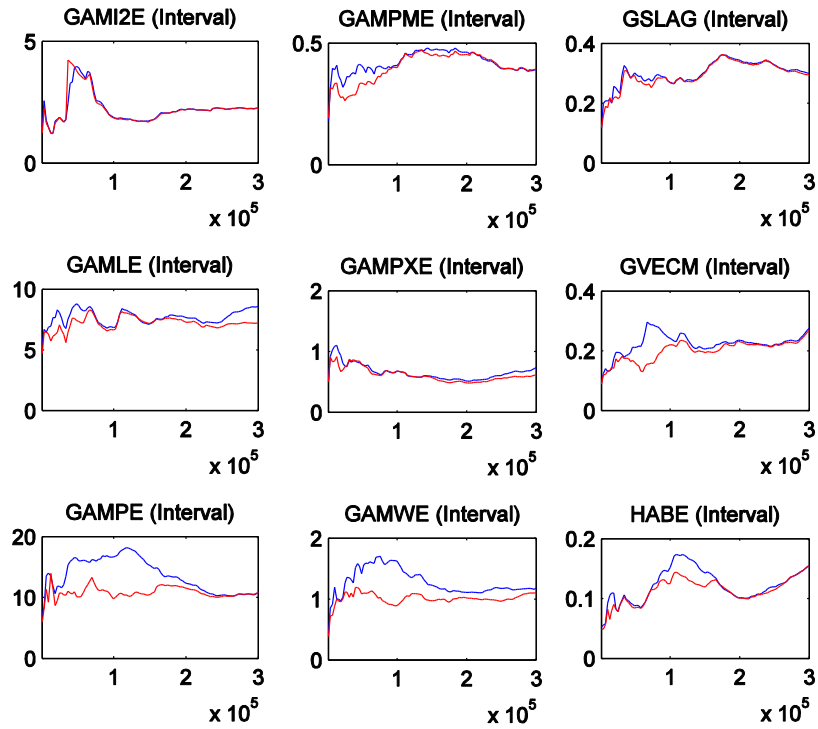 GAMI2E (Interval)
5
0
1 2 3
x 10^5
GAMPME (Interval)
0.5
0
1 2 3
x 10^5
GSLAG (Interval)
0.4
0.2
0
1 2 3
x 10^5
GAMLE (Interval)
10
5
0
1 2 3
x 10^5
GAMPXE (Interval)
2
1
0
1 2 3
x 10^5
GVECM (Interval)
0.4
0.2
0
1 2 3
x 10^5
GAMPE (Interval)
20
10
0
1 2 3
x 10^5
GAMWE (Interval)
2
1
0
1 2 3
x 10^5
HABE (Interval)
0.2
0.1
0
1 2 3
x 10^5